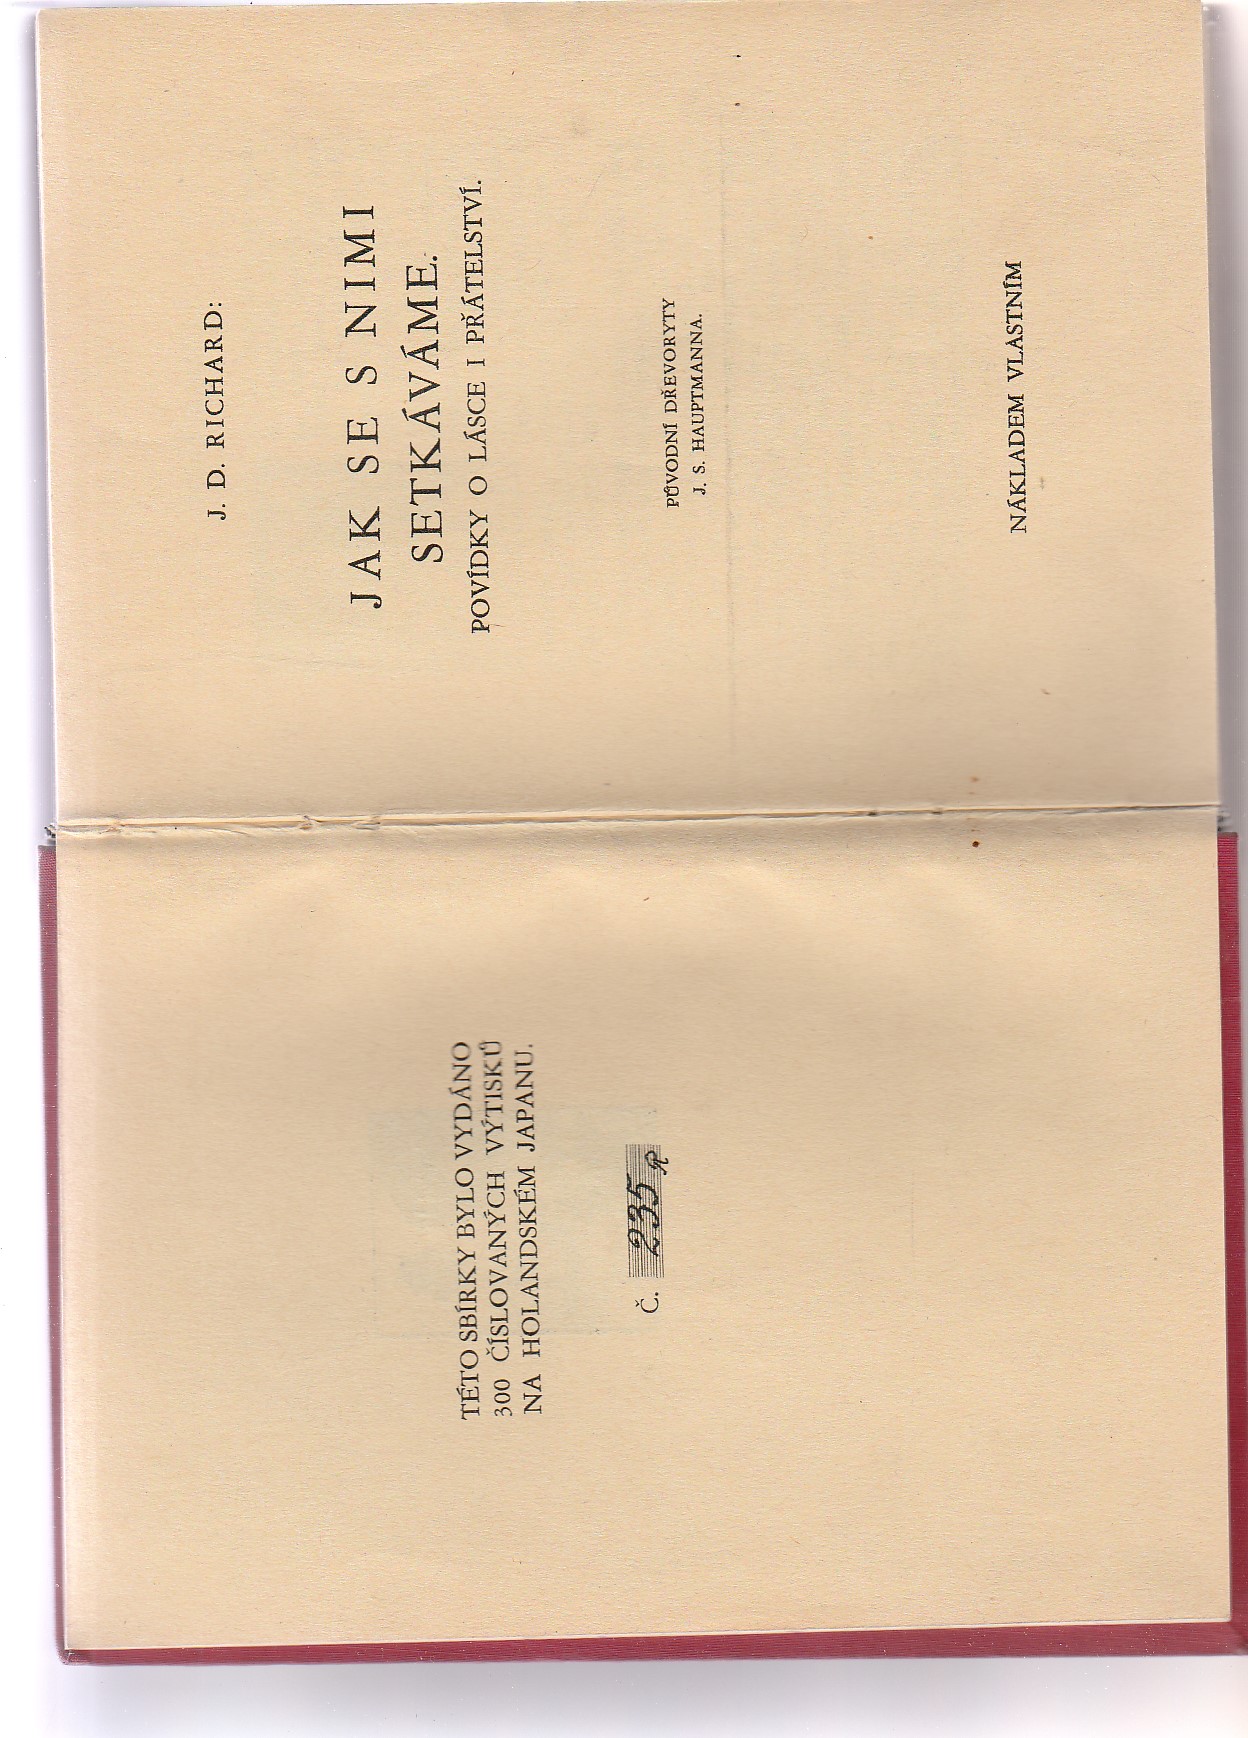 TÉTO SBÍRKY BYLO VYDÁNO
300 ČÍSLOVANÝCH VÝTISKŮ
NA HOLANDSKÉM JAPANU.
Č. 235 R
J. D. RICHARD:
JAK SE S NIMI
SETKÁVÁME.
POVÍDKY O LÁSCE I PŘÁTELSTVÍ.
PŮVODNÍ DŘEVORYTY
J. S. HAUPTMANNA.
NÁKLADEM VLASTNÍM